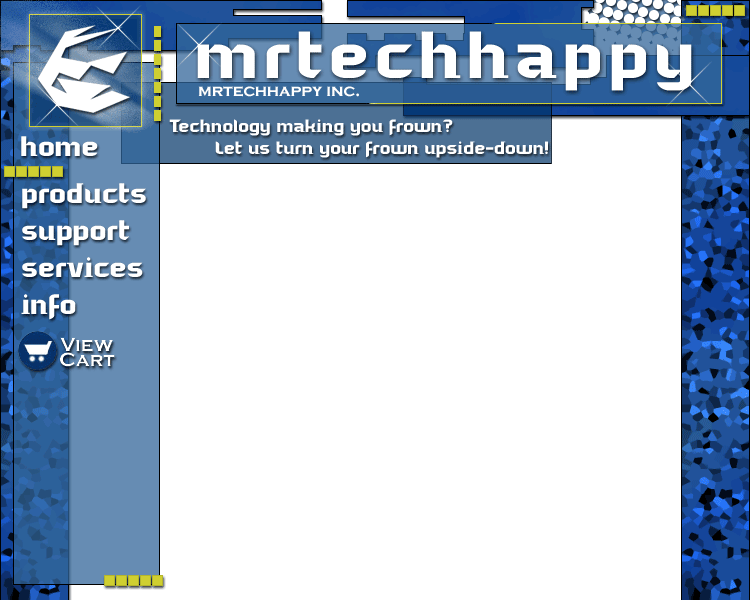 mrtechhappy
MRTECHHAPPY INC.
Technology making you frown?
Let us turn your frown upside-down!
home
products
support
services
info
VIEW
CART